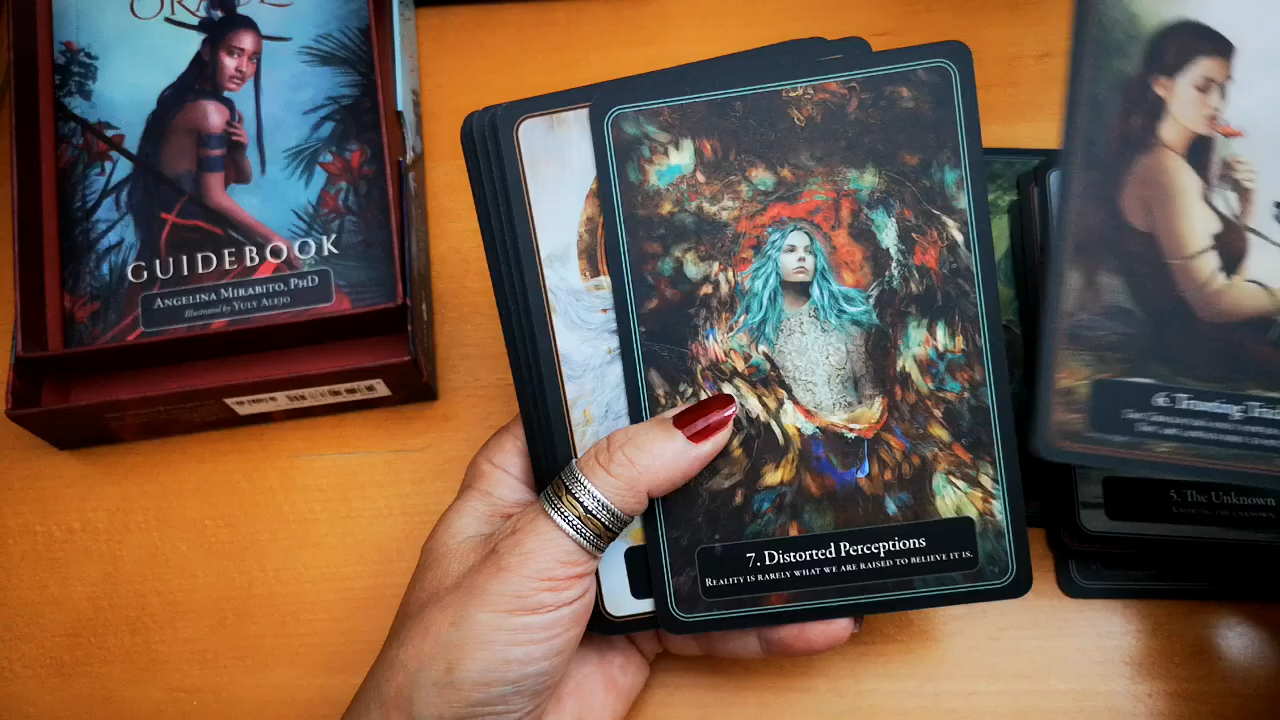 ORACLE
GUIDEBOOK
ANGELINA MIRABITO, PHD
Illustrated by YULY ALEJO
7. Distorted Perceptions
REALITY IS RARELY WHAT WE ARE RAISED TO BELIEVE IT IS.
5. The Unknown